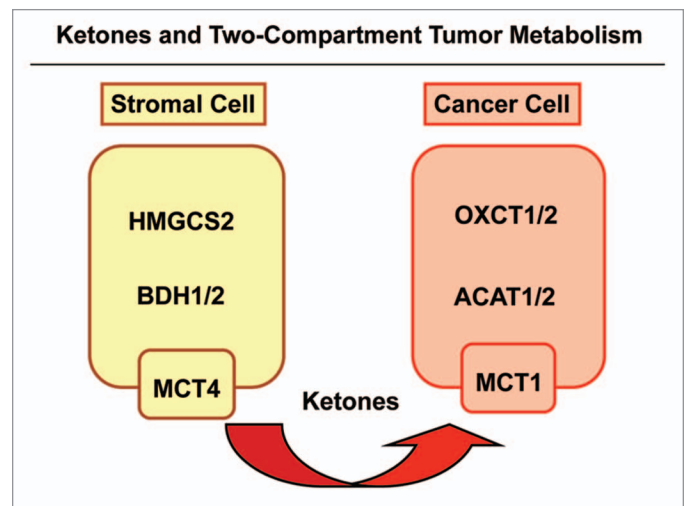 Ketones and Two-Compartment Tumor Metabolism
Stromal Cell
Cancer Cell
HMGCS2
BDH1/2
MCT4
OXCT1/2
ACAT1/2
MCT1
Ketones